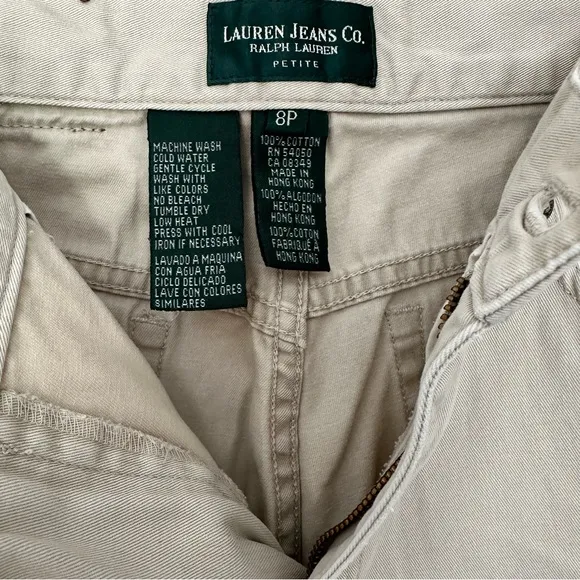 LAUREN JEANS CO.
RALPH LAUREN
PETITE
8P
MACHINE WASH
COLD WATER
GENTLE CYCLE
WASH WITH
LIKE COLORS
NO BLEACH
TUMBLE DRY
LOW HEAT
PRESS WITH COOL
IRON IF NECESSARY
LAVADO A MAQUINA
CON AGUA FRIA
CICLO DELICADO
LAVE CON COLORES
SIMILARES
100% COTTON
RN 54050
CA 08349
MADE IN
HONG KONG
100% ALGODON
HECHO EN
HONG KONG
100% COTON
FABRIQUÉ À
HONG KONG